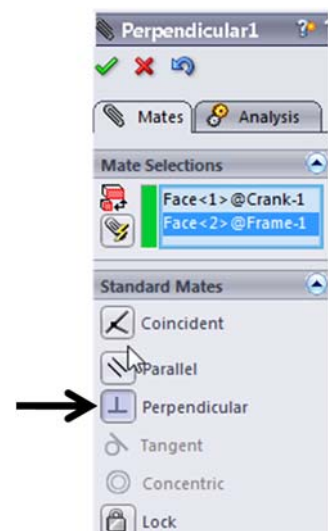 Perpendicular1 ?
Mates Analysis
Mate Selections
Face<1>@Crank-1
Face<2>@Frame-1
Standard Mates
Coincident
Parallel
Perpendicular
Tangent
Concentric
Lock